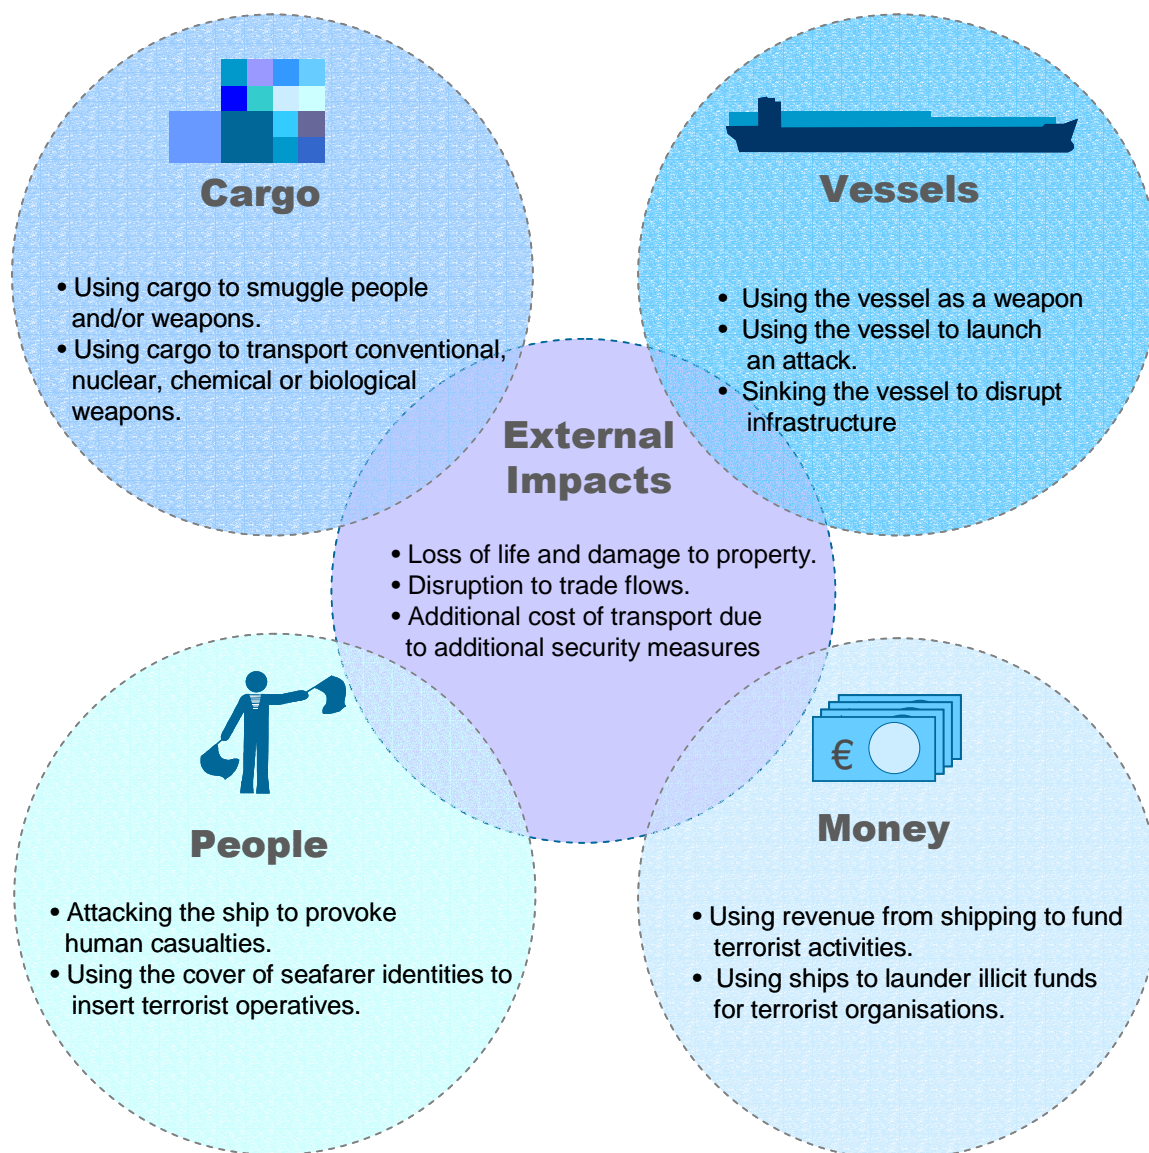 Cargo
• Using cargo to smuggle people
and/or weapons.
• Using cargo to transport conventional,
nuclear, chemical or biological
weapons.
Vessels
• Using the vessel as a weapon
• Using the vessel to launch
an attack.
• Sinking the vessel to disrupt
infrastructure
External
Impacts
• Loss of life and damage to property.
• Disruption to trade flows.
• Additional cost of transport due
to additional security measures
People
• Attacking the ship to provoke
human casualties.
• Using the cover of seafarer identities to
insert terrorist operatives.
€
Money
• Using revenue from shipping to fund
terrorist activities.
• Using ships to launder illicit funds
for terrorist organisations.